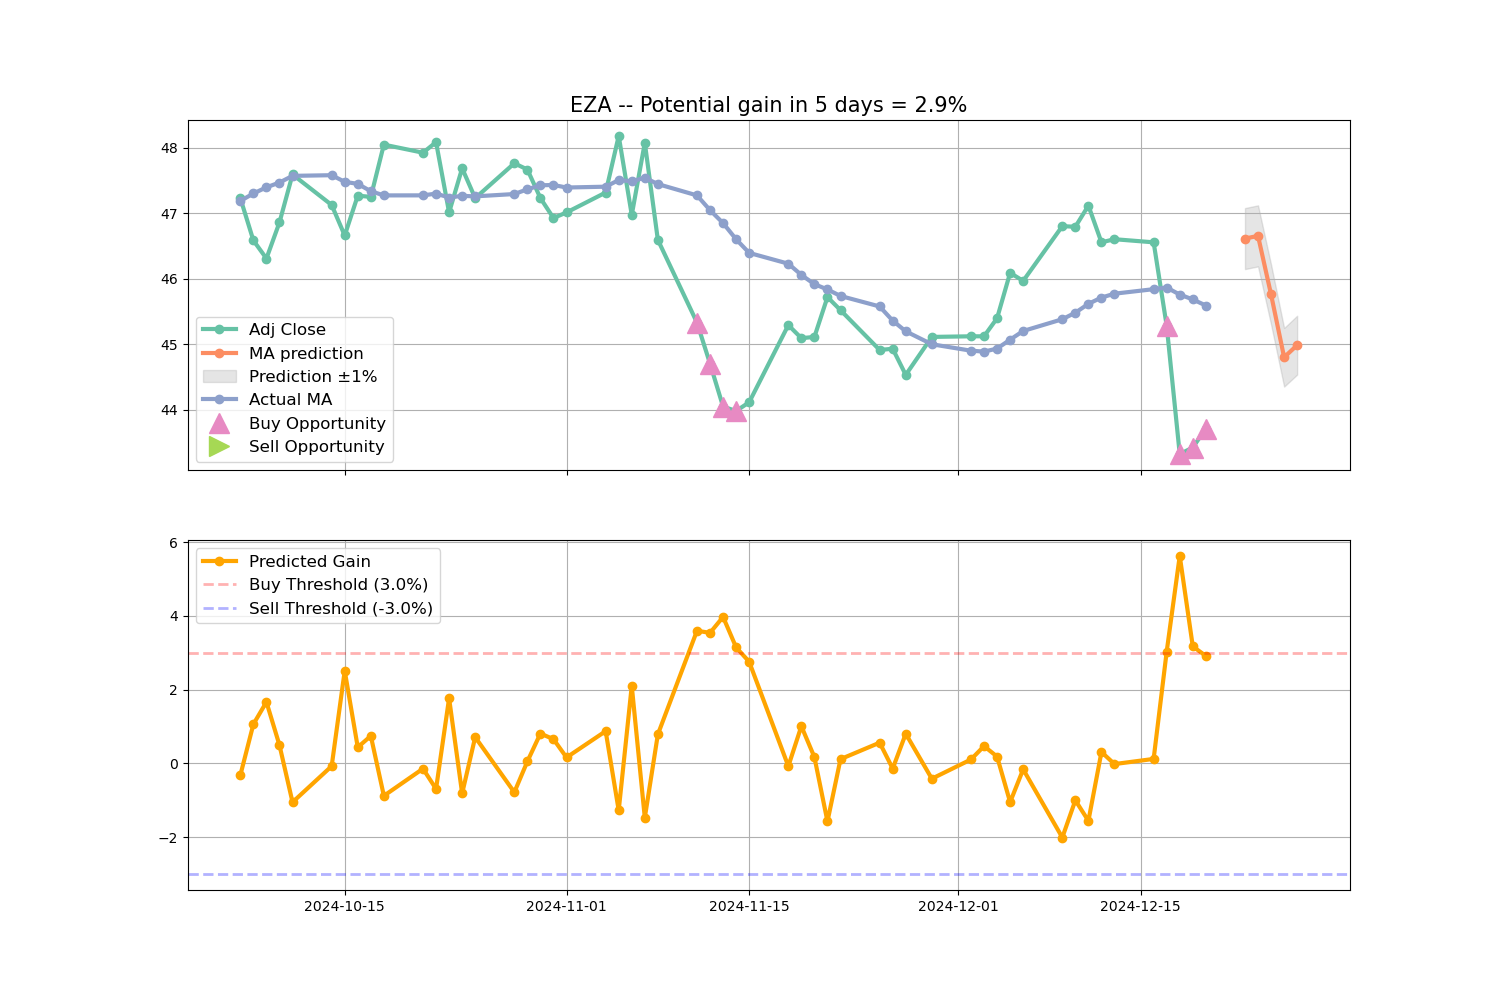 EZA -- Potential gain in 5 days = 2.9%
48
47
46
45
44
Adj Close
MA prediction
Prediction ±1%
Actual MA
Buy Opportunity
Sell Opportunity
6
4
2
0
−2
Predicted Gain
Buy Threshold (3.0%)
Sell Threshold (-3.0%)
2024-10-15
2024-11-01
2024-11-15
2024-12-01
2024-12-15